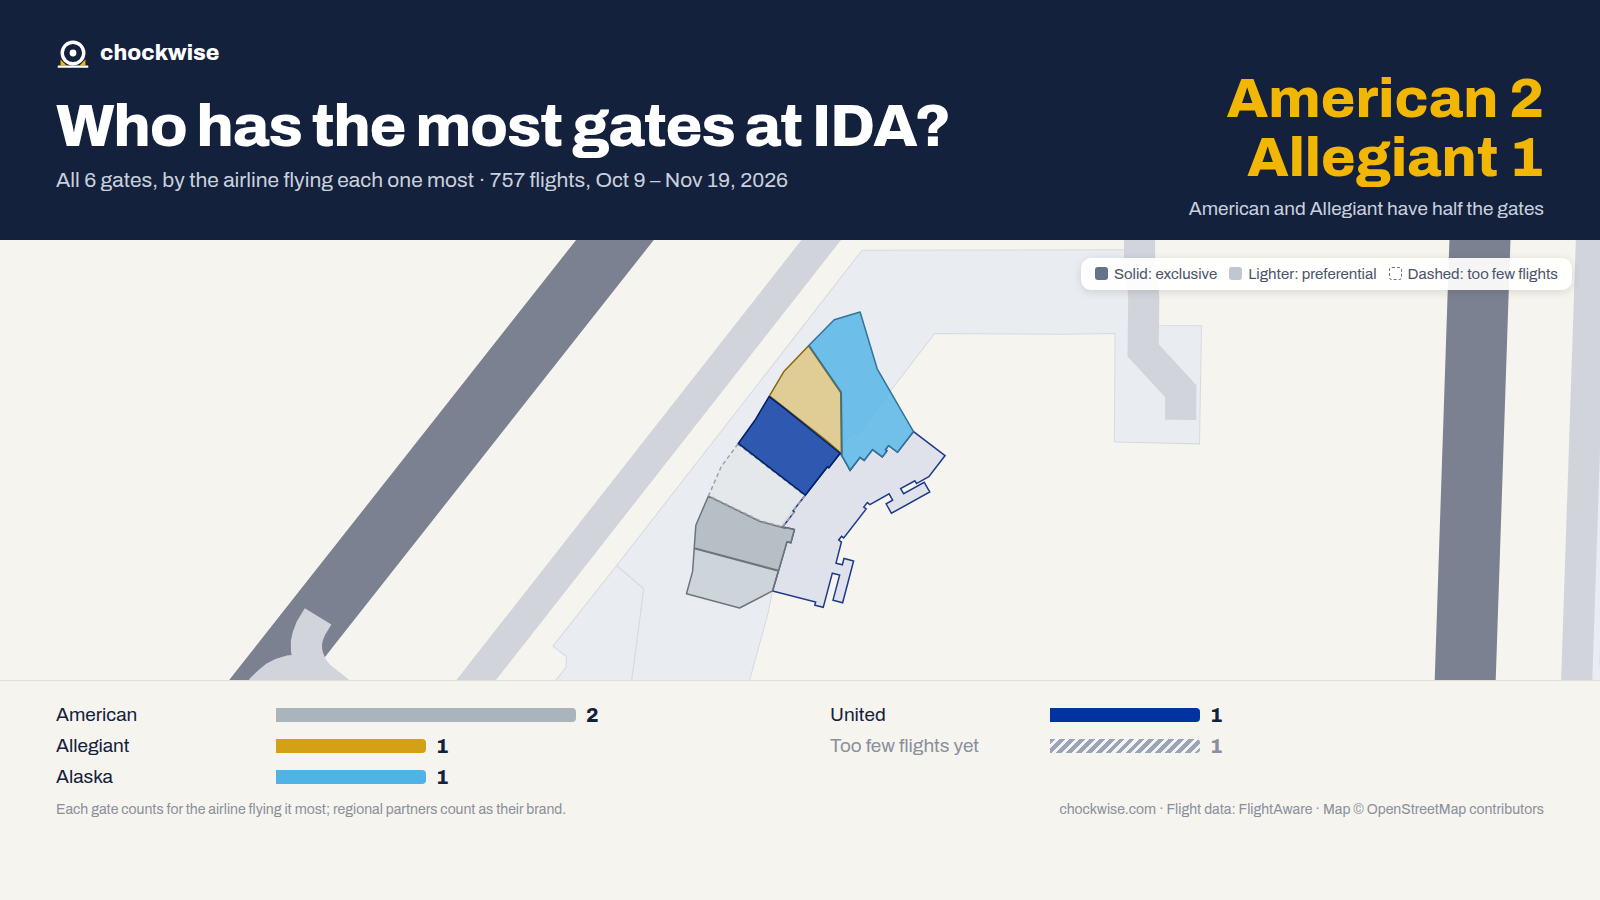 chockwise
Who has the most gates at IDA?
All 6 gates, by the airline flying each one most · 757 flights, Oct 9 – Nov 19, 2026
American 2
Allegiant 1
American and Allegiant have half the gates
Solid: exclusive
Lighter: preferential
Dashed: too few flights
American 2
Allegiant 1
Alaska 1
United 1
Too few flights yet 1
Each gate counts for the airline flying it most; regional partners count as their brand.
chockwise.com · Flight data: FlightAware · Map © OpenStreetMap contributors